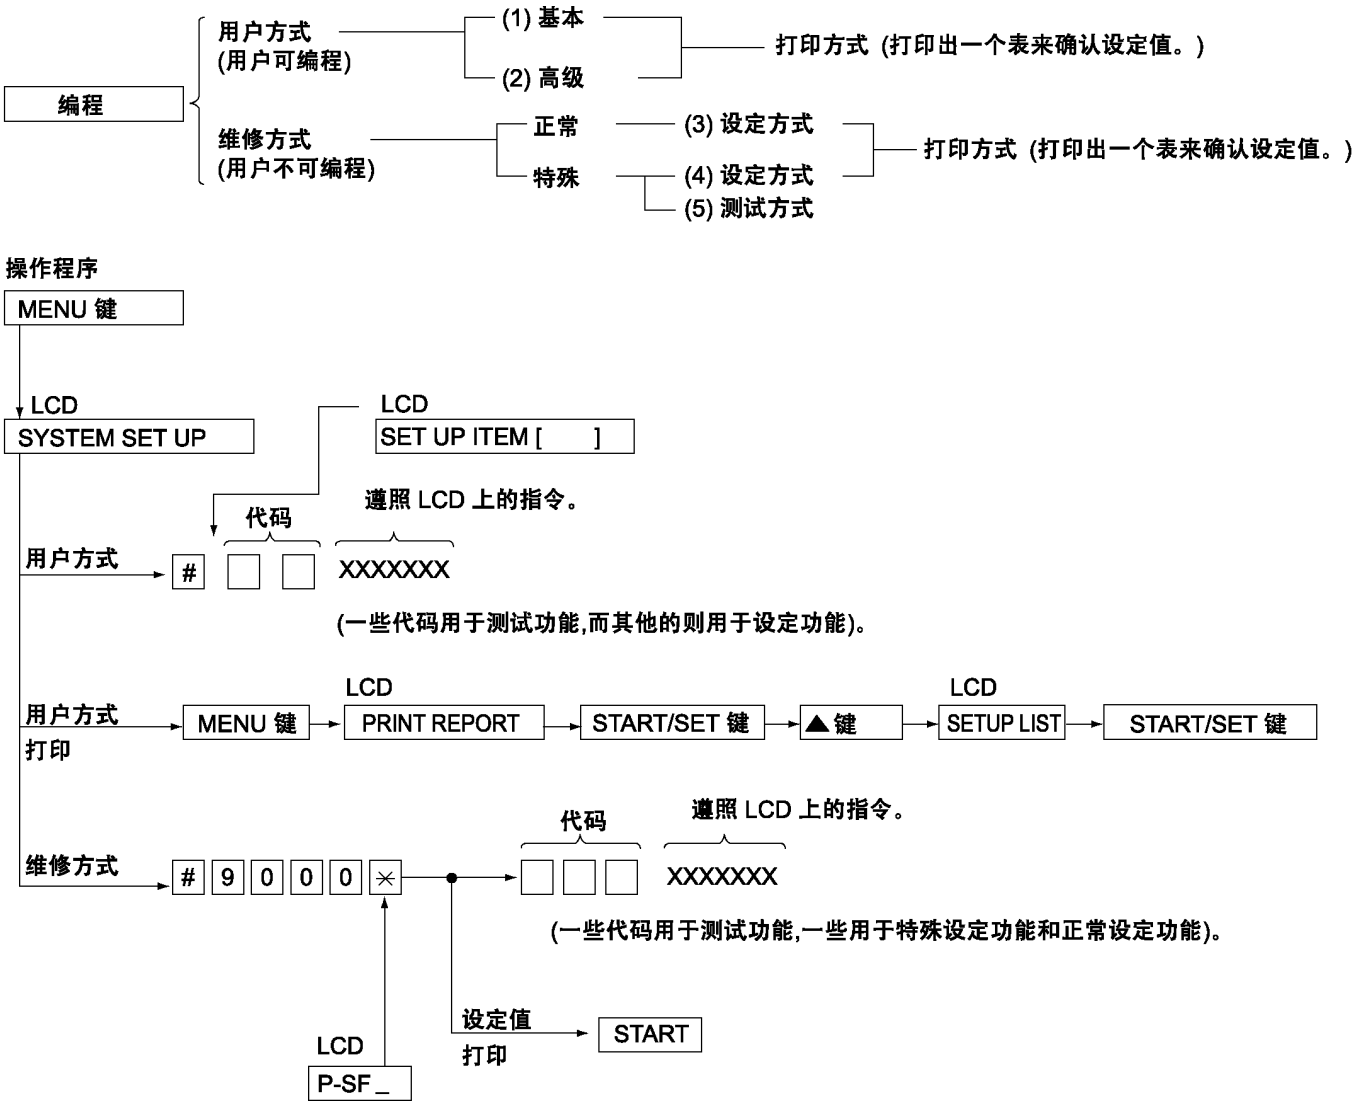 编程
用户方式
(用户可编程)
(1) 基本
(2) 高级
打印方式 (打印出一个表来确认设定值。)
维修方式
(用户不可编程)
正常
(3) 设定方式
特殊
(4) 设定方式
(5) 测试方式
打印方式 (打印出一个表来确认设定值。)
操作程序
MENU 键
LCD
SYSTEM SET UP
LCD
SET UP ITEM [ ]
代码
遵照 LCD 上的指令。
用户方式
# □ □ XXXXXXX
(一些代码用于测试功能,而其他的则用于设定功能)。
用户方式
打印
MENU 键
LCD
PRINT REPORT
START/SET 键
▲键
LCD
SETUP LIST
START/SET 键
代码
遵照 LCD 上的指令。
维修方式
# 9 0 0 0 ✳ □ □ □ XXXXXXX
(一些代码用于测试功能,一些用于特殊设定功能和正常设定功能)。
设定值
打印
START
LCD
P-SF _